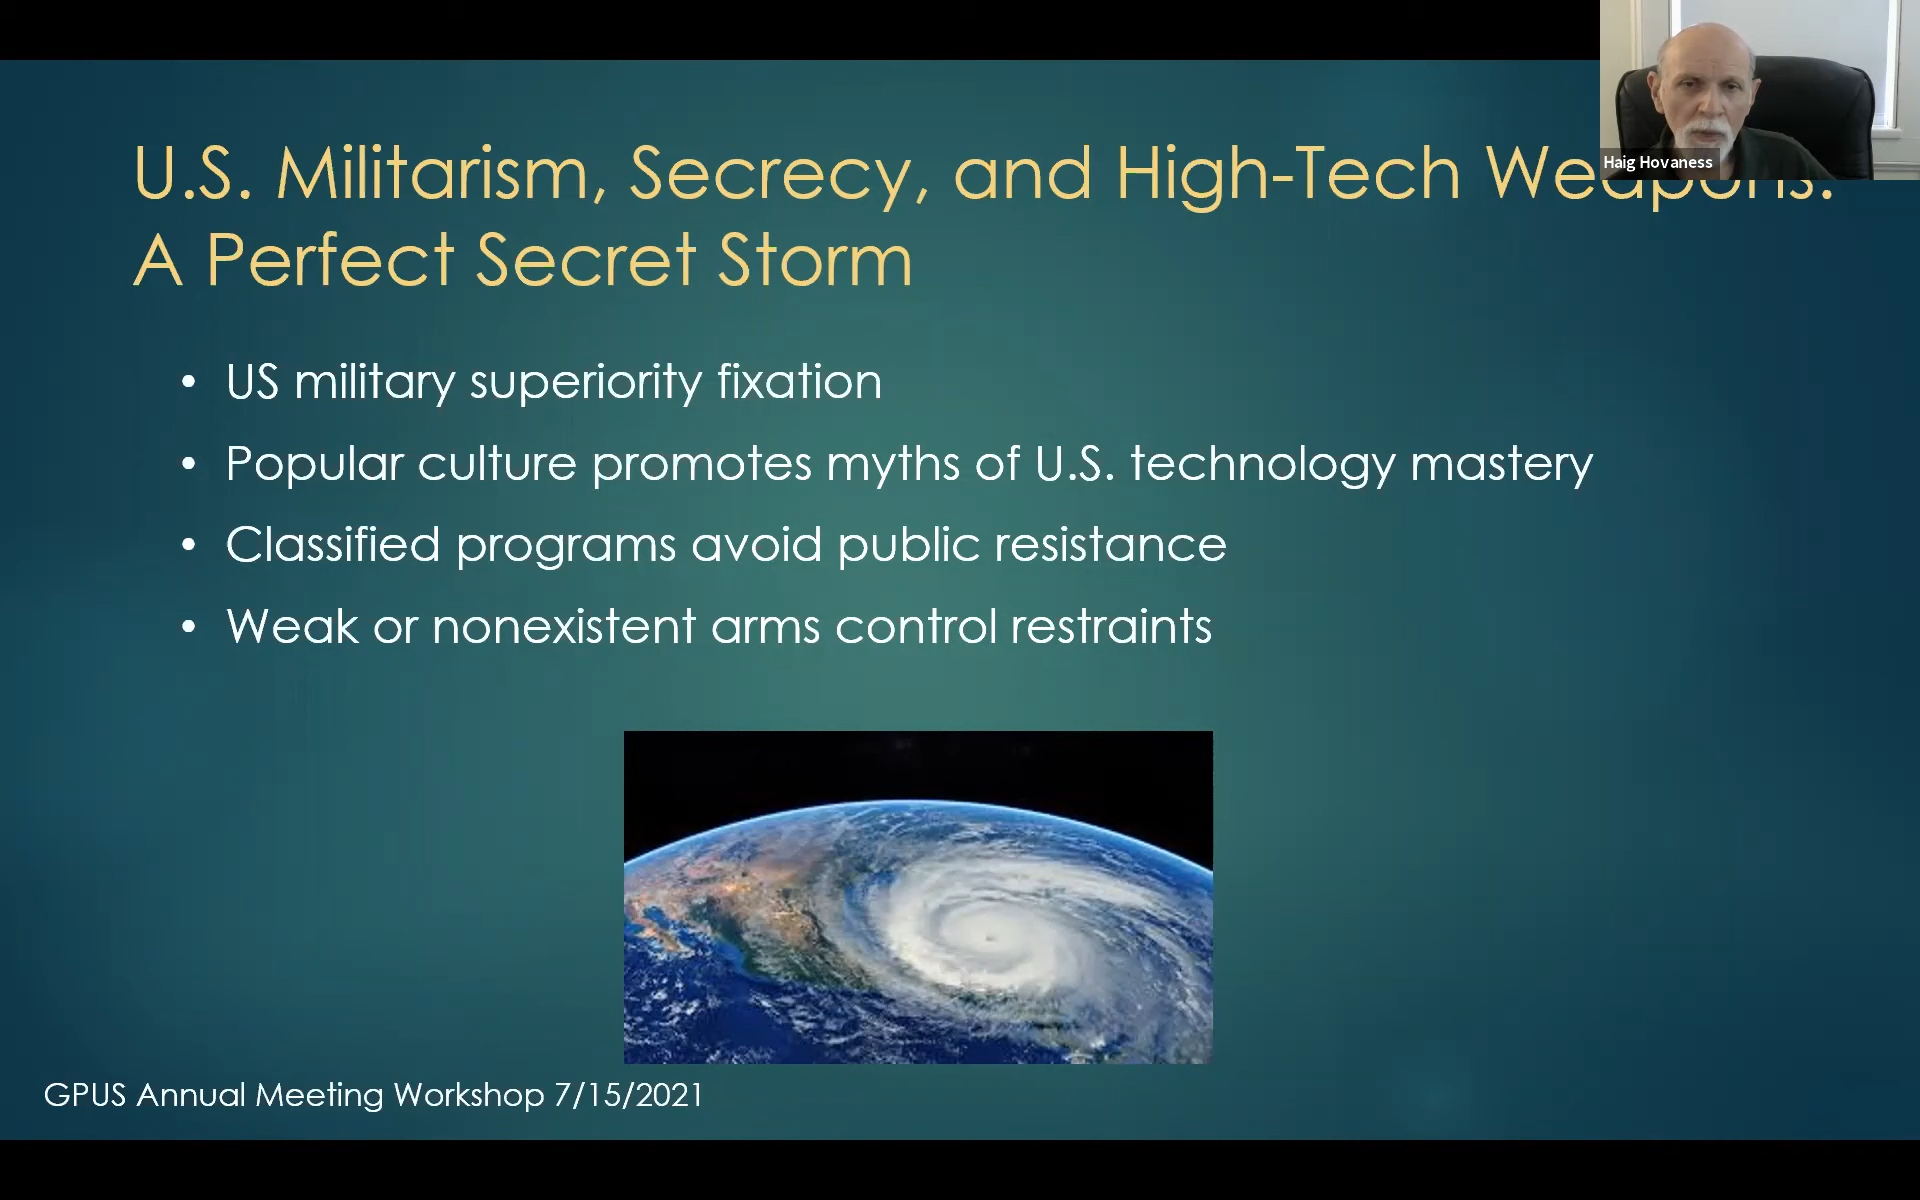 U.S. Militarism, Secrecy, and High-Tech Weapons:
A Perfect Secret Storm
Haig Hovaness
• US military superiority fixation
• Popular culture promotes myths of U.S. technology mastery
• Classified programs avoid public resistance
• Weak or nonexistent arms control restraints
GPUS Annual Meeting Workshop 7/15/2021